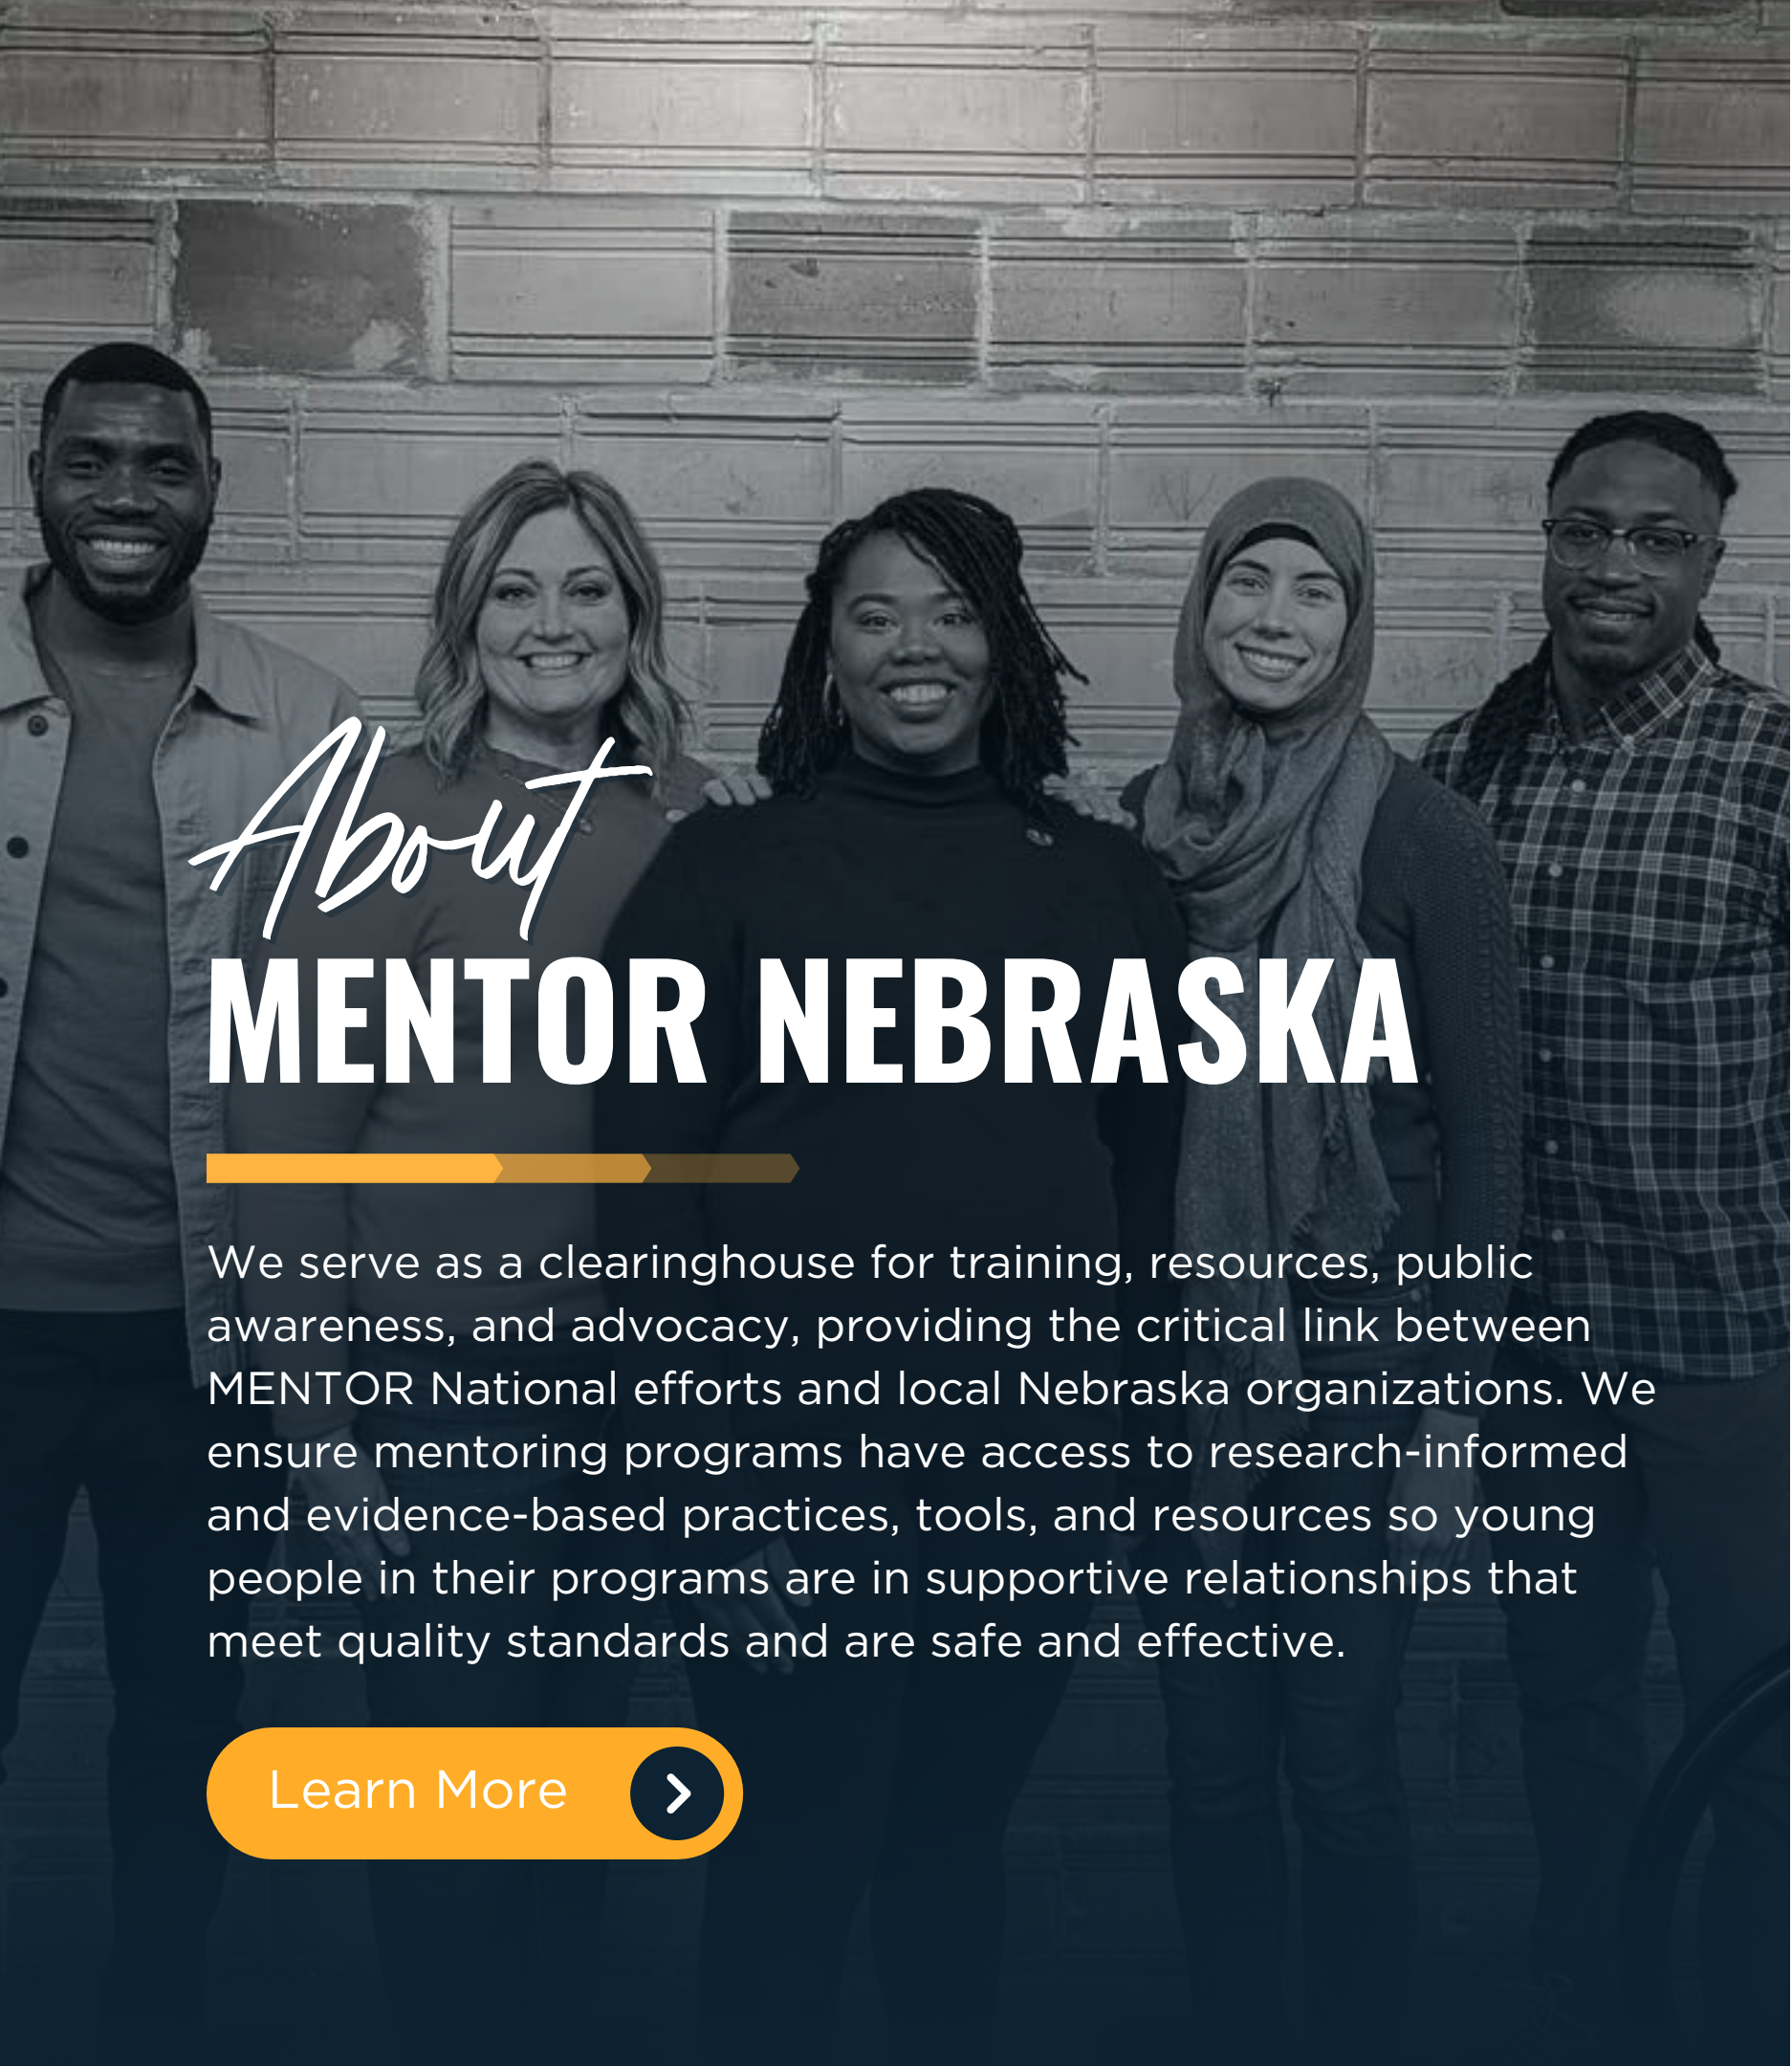 About
MENTOR NEBRASKA
We serve as a clearinghouse for training, resources, public
awareness, and advocacy, providing the critical link between
MENTOR National efforts and local Nebraska organizations. We
ensure mentoring programs have access to research-informed
and evidence-based practices, tools, and resources so young
people in their programs are in supportive relationships that
meet quality standards and are safe and effective.
Learn More